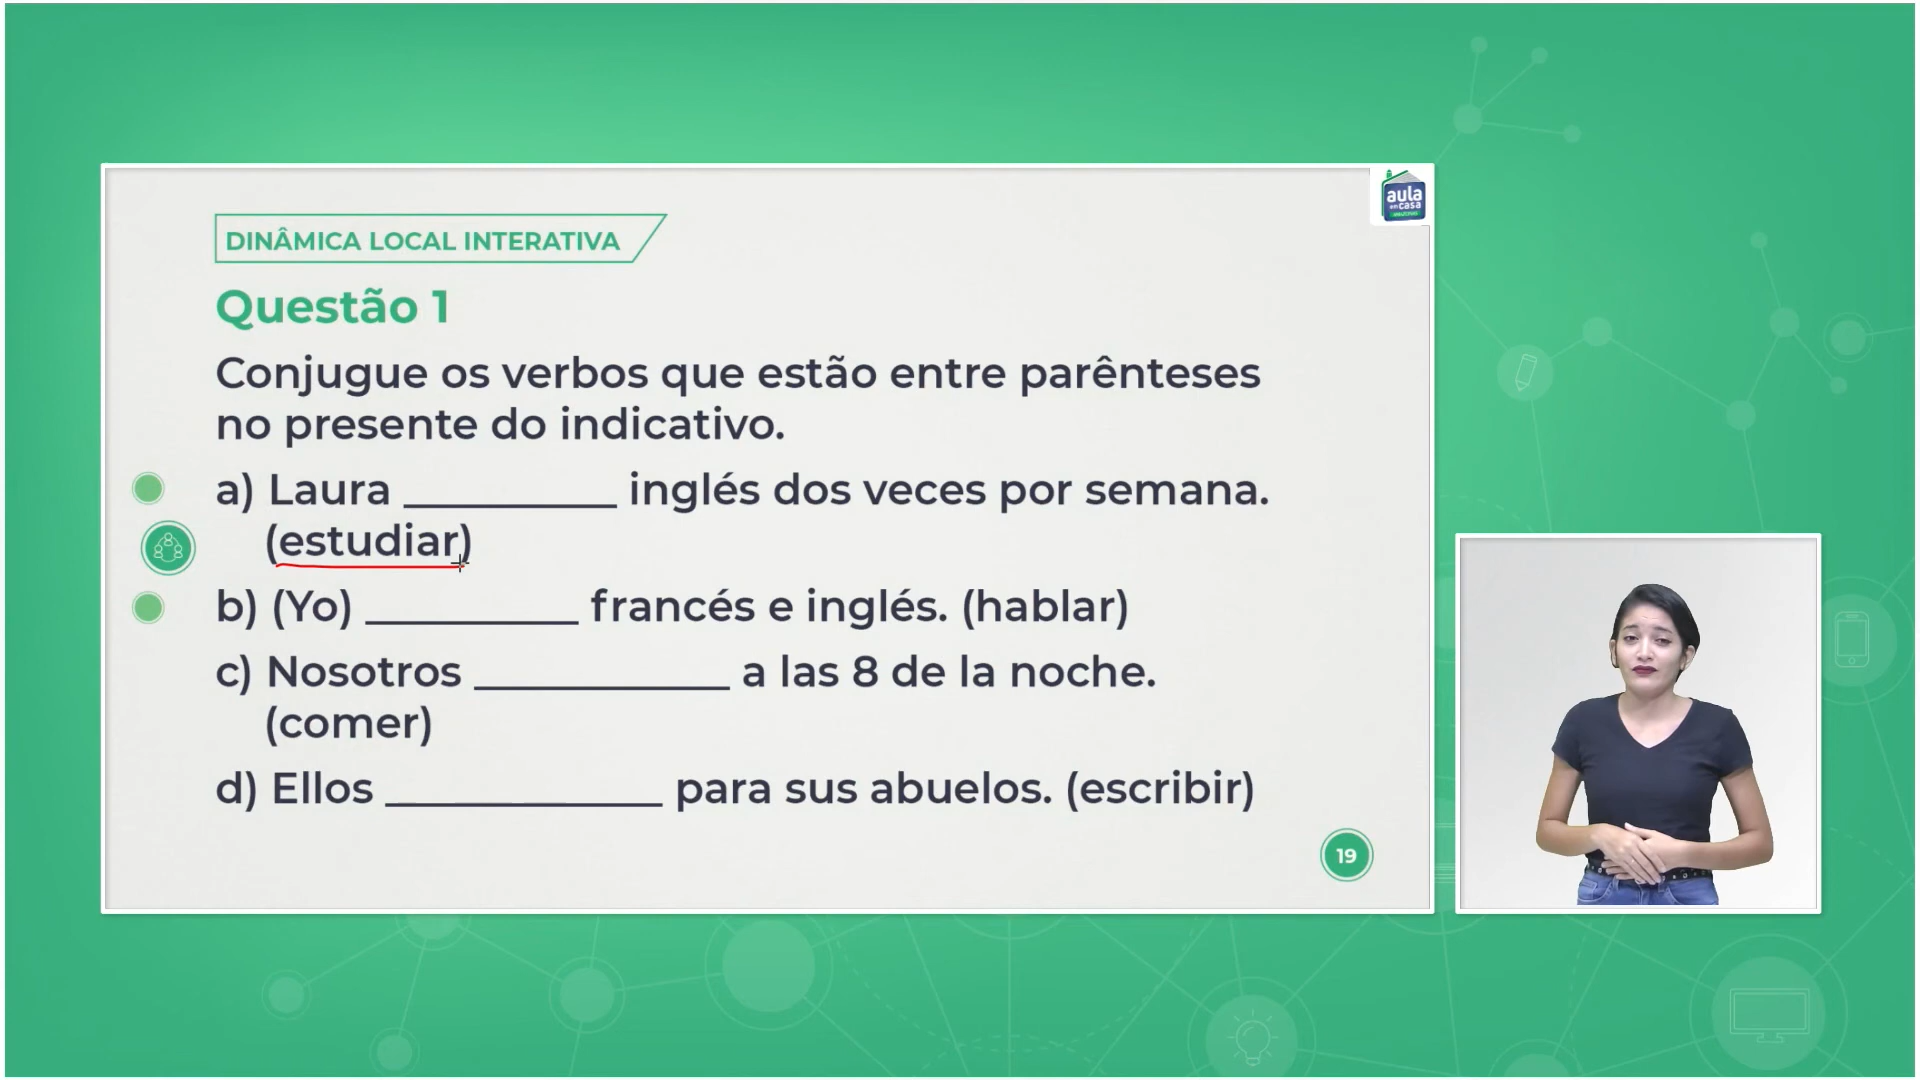 aula
em casa
DINÂMICA LOCAL INTERATIVA
Questão 1
Conjugue os verbos que estão entre parênteses
no presente do indicativo.
a) Laura __________ inglés dos veces por semana.
(estudiar)
b) (Yo) __________ francés e inglés. (hablar)
c) Nosotros ____________ a las 8 de la noche.
(comer)
d) Ellos _____________ para sus abuelos. (escribir)
19